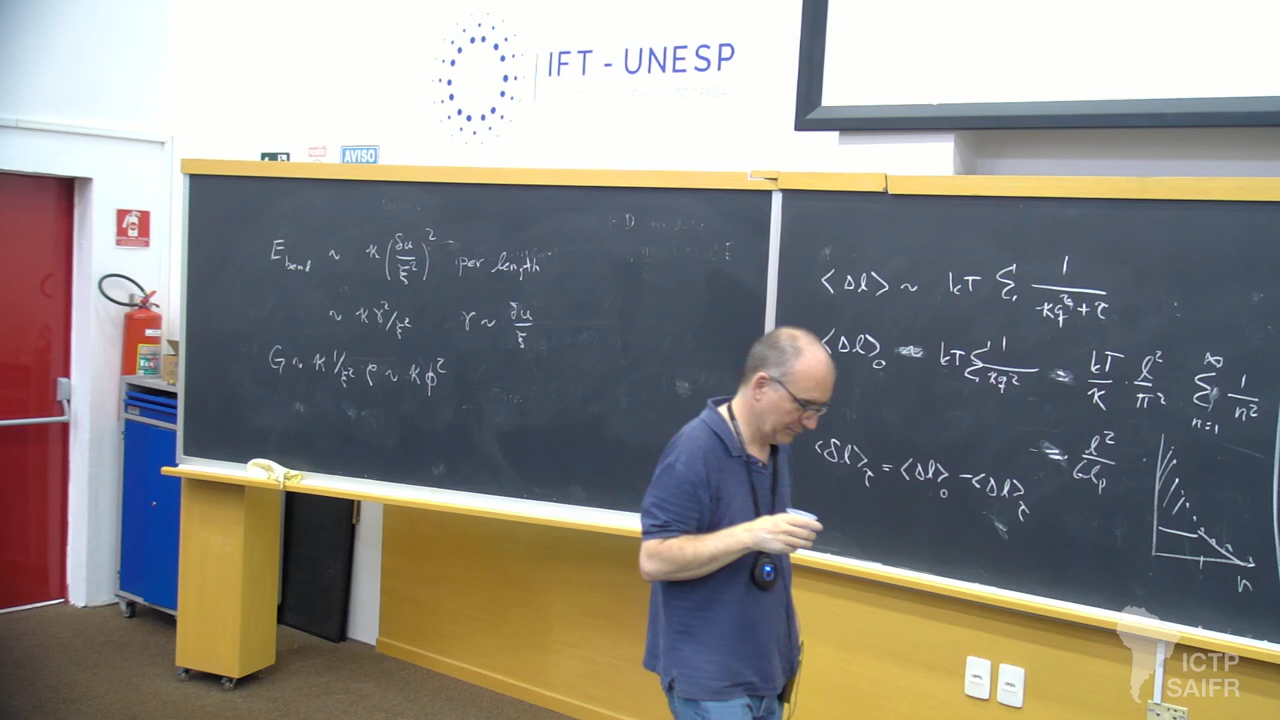 IFT - UNESP
AVISO
E_bend ~ κ(δu/ξ²)² per length
~ κγ²/ξ² γ ~ δu/ξ
G ~ κ 1/ξ² · ρ ~ κφ²
⟨Δl⟩ ~ kT Σ 1/(κq² + τ)
⟨Δl⟩₀ ~ kT Σ 1/κq² ~ kT/κ · l²/π² Σ_{n=1}^∞ 1/n²
~ l²/6l_p
⟨δl⟩_τ = ⟨Δl⟩₀ - ⟨Δl⟩_τ
n
ICTP
SAIFR